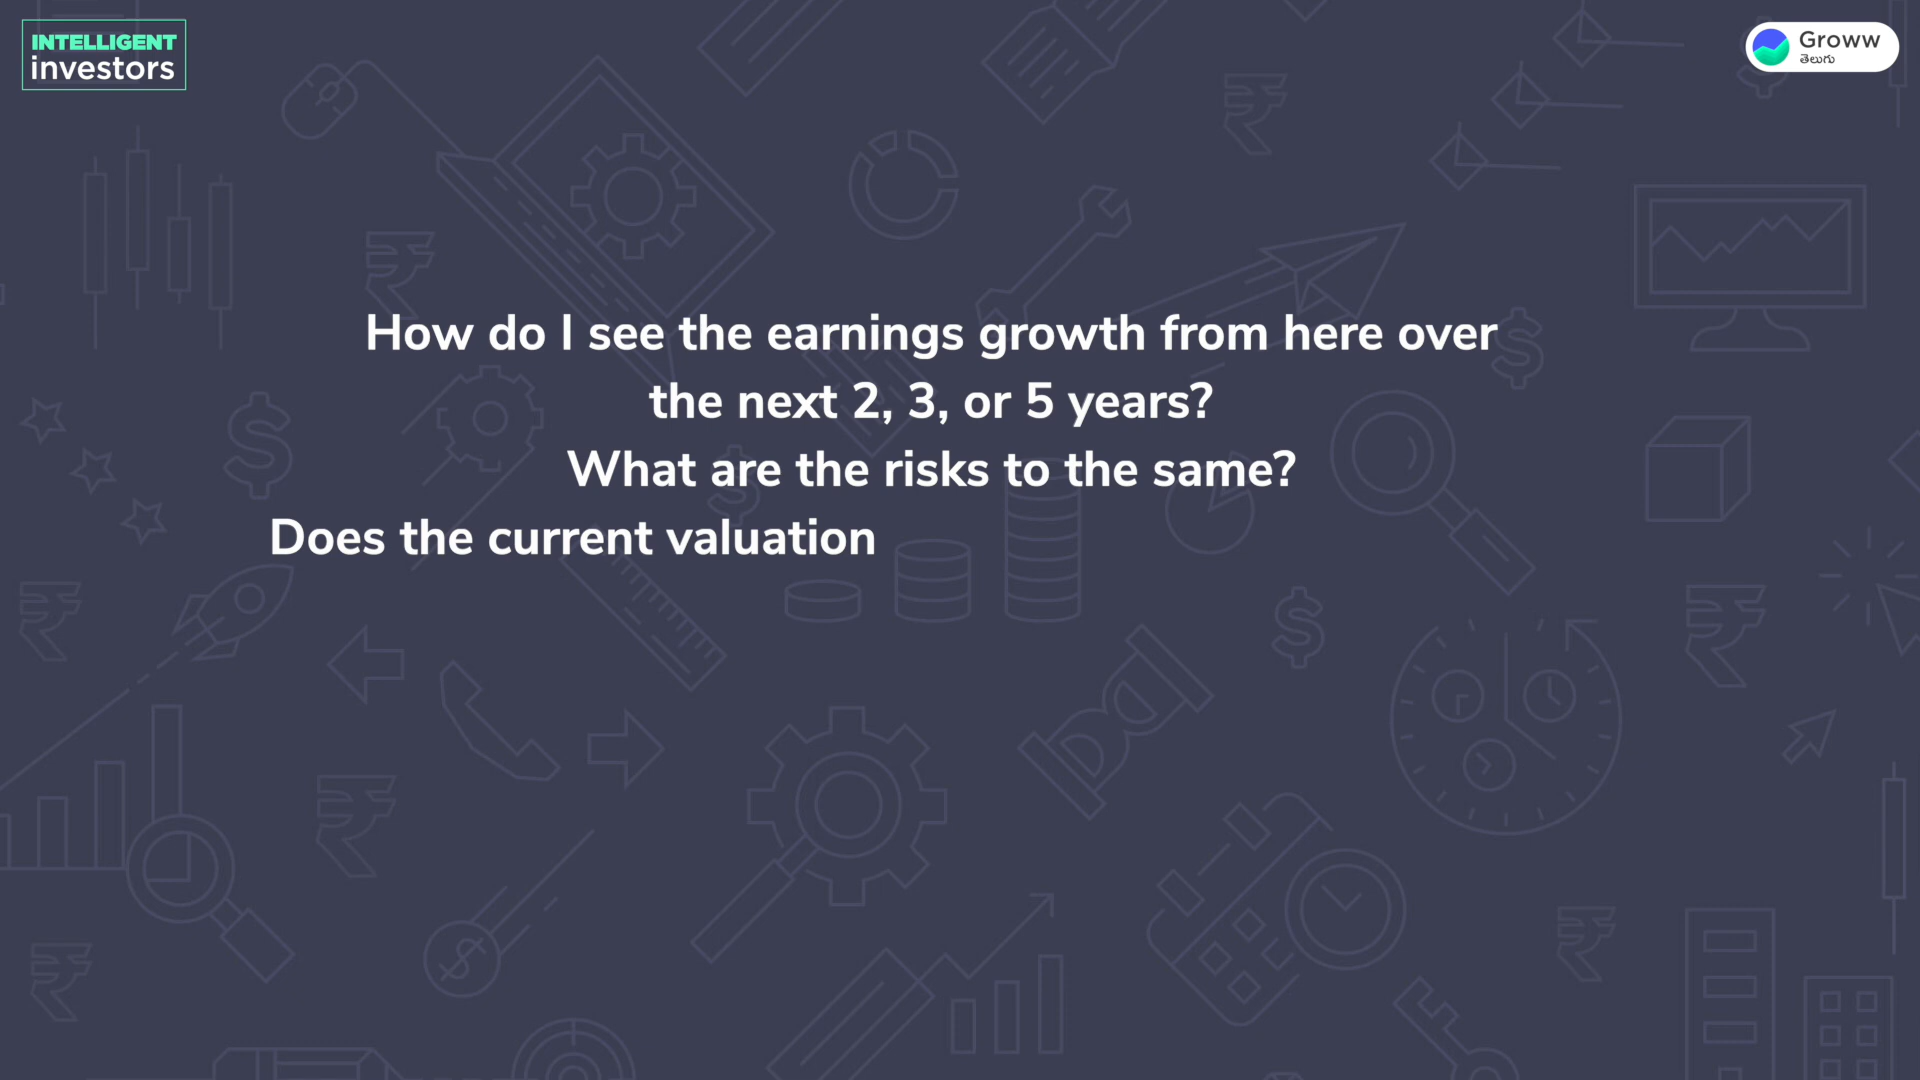 INTELLIGENT
investors
Groww
తెలుగు
How do I see the earnings growth from here over
the next 2, 3, or 5 years?
What are the risks to the same?
Does the current valuation